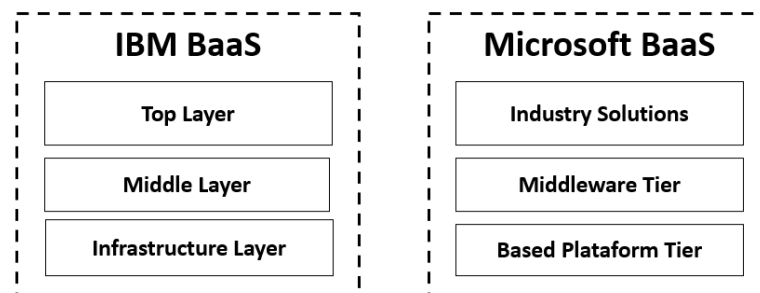 IBM BaaS
Top Layer
Middle Layer
Infrastructure Layer
Microsoft BaaS
Industry Solutions
Middleware Tier
Based Plataform Tier